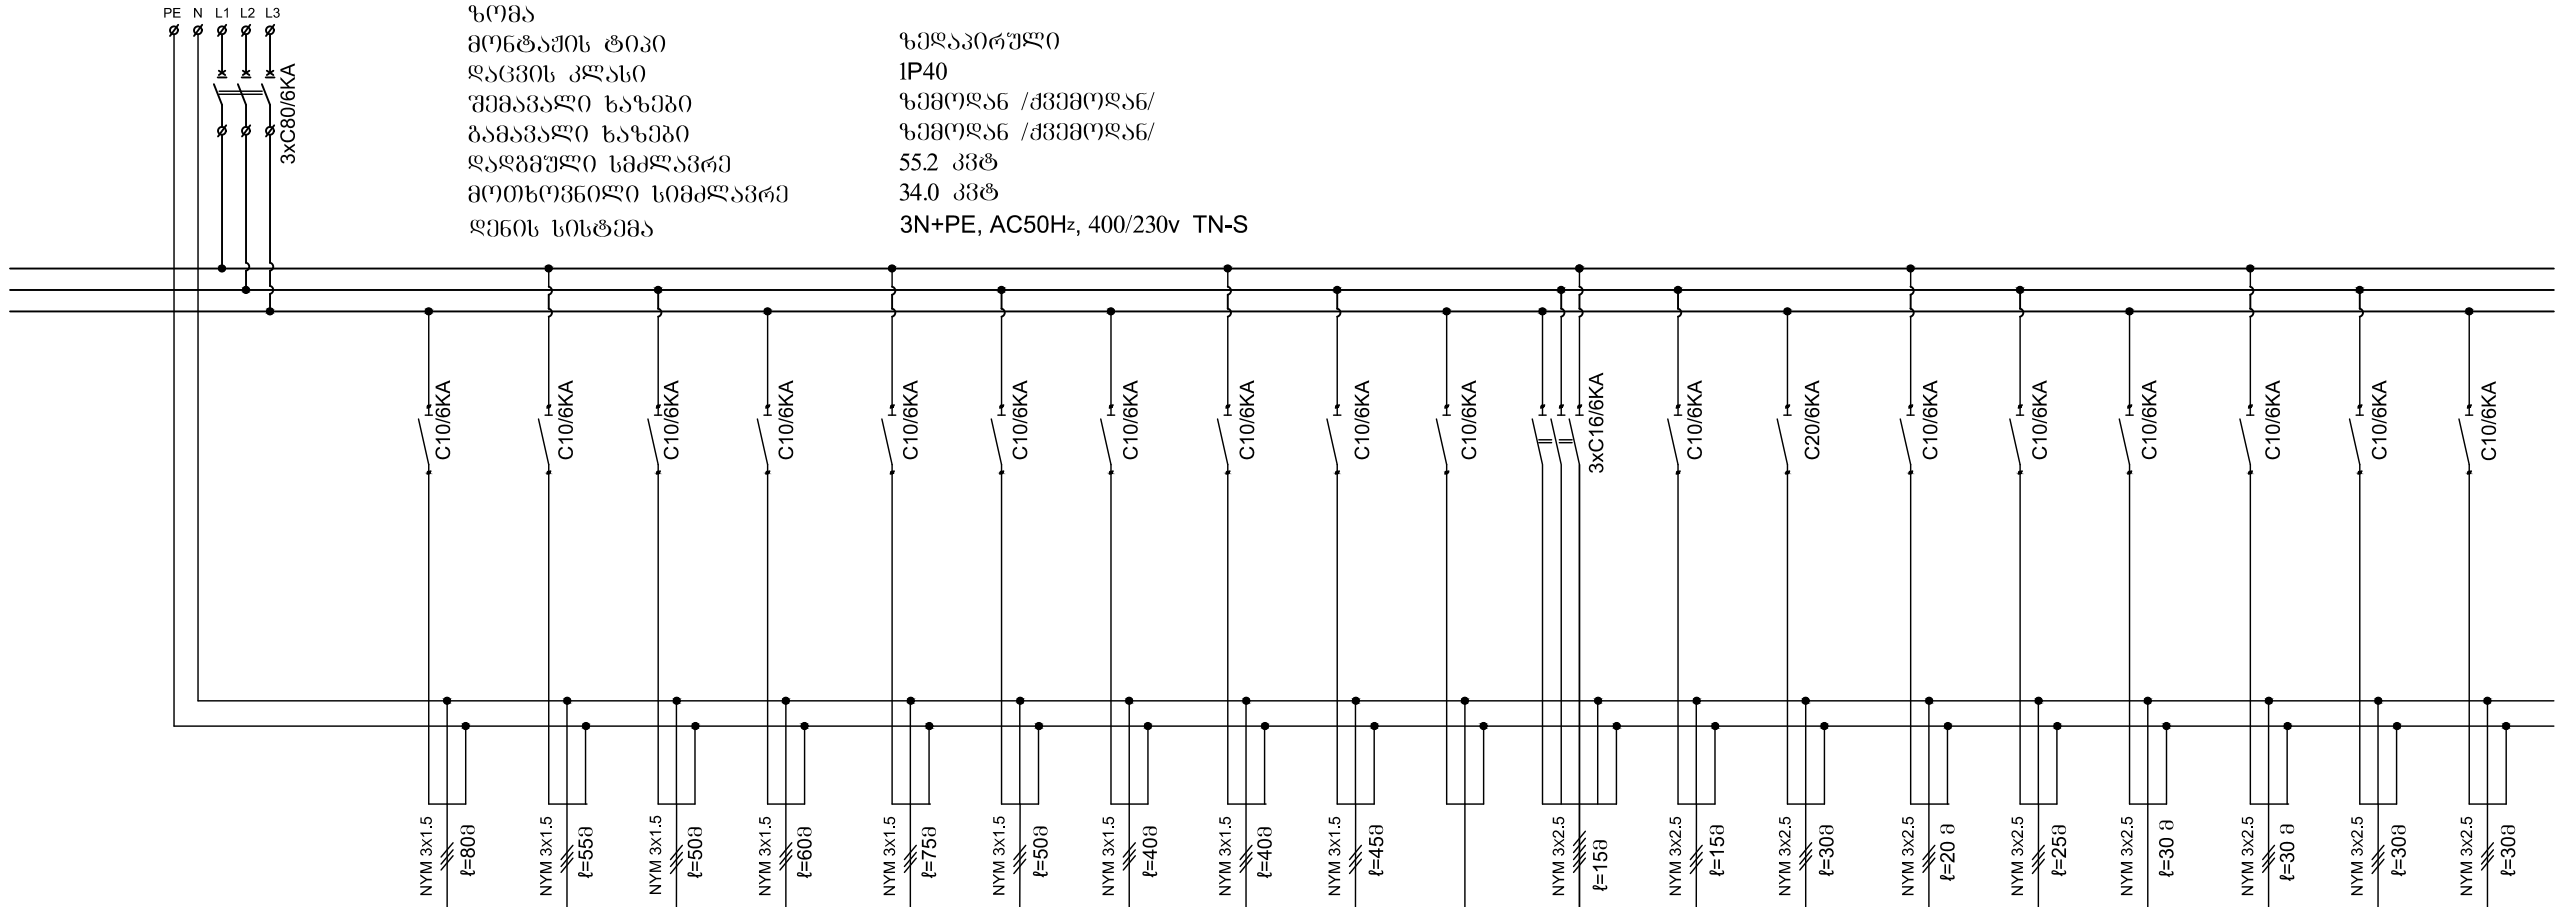 PE N L1 L2 L3
3xC80/6KA
ზომა
მონტაჟის ტიპი ზედაპირული
დაცვის კლასი IP40
შემავალი ხაზები ზემოდან /ქვემოდან/
გამავალი ხაზები ზემოდან /ქვემოდან/
დადგმული სმძლავრე 55.2 კვტ
მოთხოვნილი სიმძლავრე 34.0 კვტ
დენის სისტემა 3N+PE, AC50Hz, 400/230v TN-S
C10/6KA
C10/6KA
C10/6KA
C10/6KA
C10/6KA
C10/6KA
C10/6KA
C10/6KA
C10/6KA
C10/6KA
3xC16/6KA
C10/6KA
C20/6KA
C10/6KA
C10/6KA
C10/6KA
C10/6KA
C10/6KA
C10/6KA
NYM 3x1.5
ℓ=80მ
NYM 3x1.5
ℓ=55მ
NYM 3x1.5
ℓ=50მ
NYM 3x1.5
ℓ=60მ
NYM 3x1.5
ℓ=75მ
NYM 3x1.5
ℓ=50მ
NYM 3x1.5
ℓ=40მ
NYM 3x1.5
ℓ=40მ
NYM 3x1.5
ℓ=45მ
NYM 3x2.5
ℓ=15მ
NYM 3x2.5
ℓ=15მ
NYM 3x2.5
ℓ=30მ
NYM 3x2.5
ℓ=20 მ
NYM 3x2.5
ℓ=25მ
NYM 3x2.5
ℓ=30 მ
NYM 3x2.5
ℓ=30 მ
NYM 3x2.5
ℓ=30მ
NYM 3x2.5
ℓ=30მ